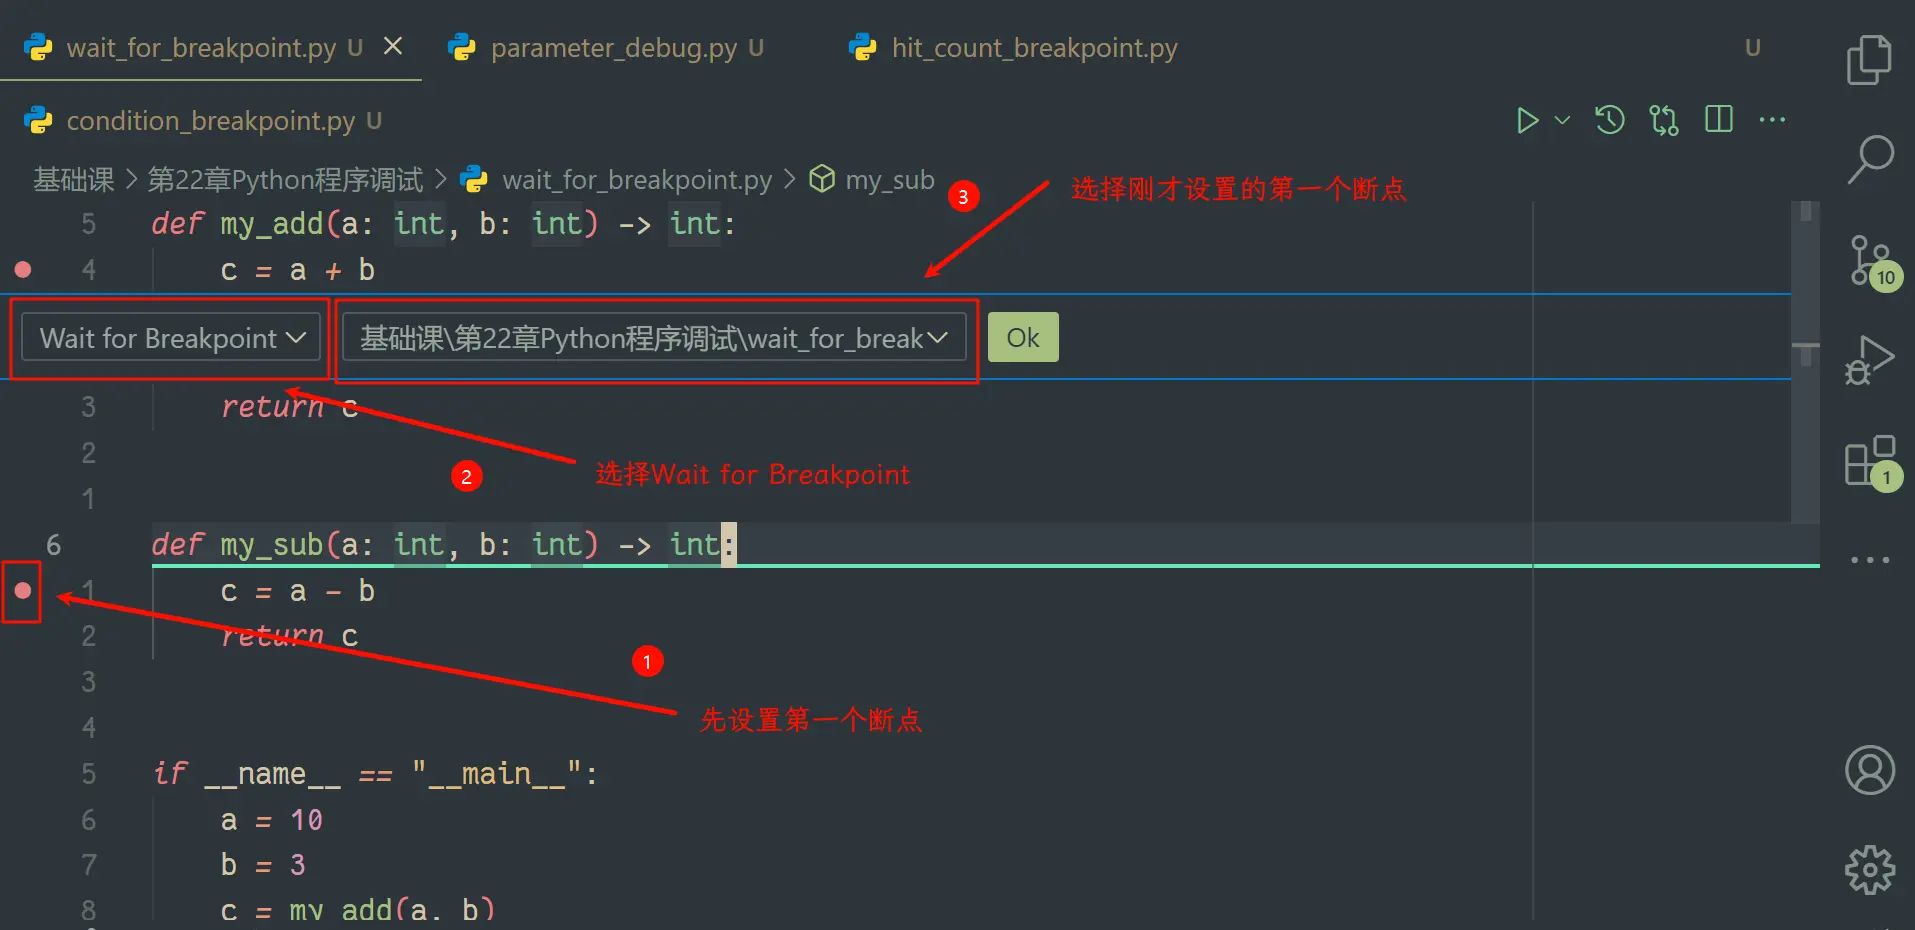 wait_for_breakpoint.py U
parameter_debug.py U
hit_count_breakpoint.py U
condition_breakpoint.py U
基础课 > 第22章Python程序调试 > wait_for_breakpoint.py > my_sub
3 选择刚才设置的第一个断点
5 def my_add(a: int, b: int) -> int:
4 c = a + b
10
Wait for Breakpoint
基础课\第22章Python程序调试\wait_for_break
Ok
3 return c
2
2 选择Wait for Breakpoint
1
1
6 def my_sub(a: int, b: int) -> int:
1 c = a - b
2 return c
1
3
先设置第一个断点
4
5 if __name__ == "__main__":
6 a = 10
7 b = 3
8 c = my_add(a, b)